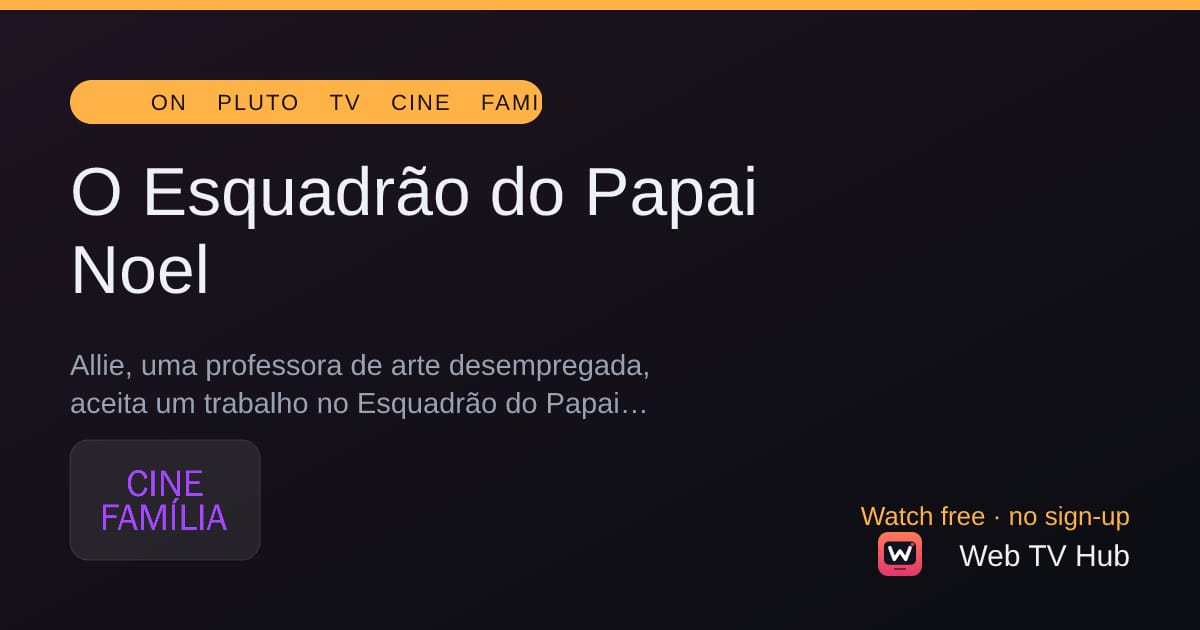 ON PLUTO TV CINE FAMÍ
O Esquadrão do Papai
Noel
Allie, uma professora de arte desempregada,
aceita um trabalho no Esquadrão do Papai…
CINE
FAMÍLIA
Watch free · no sign-up
W
Web TV Hub